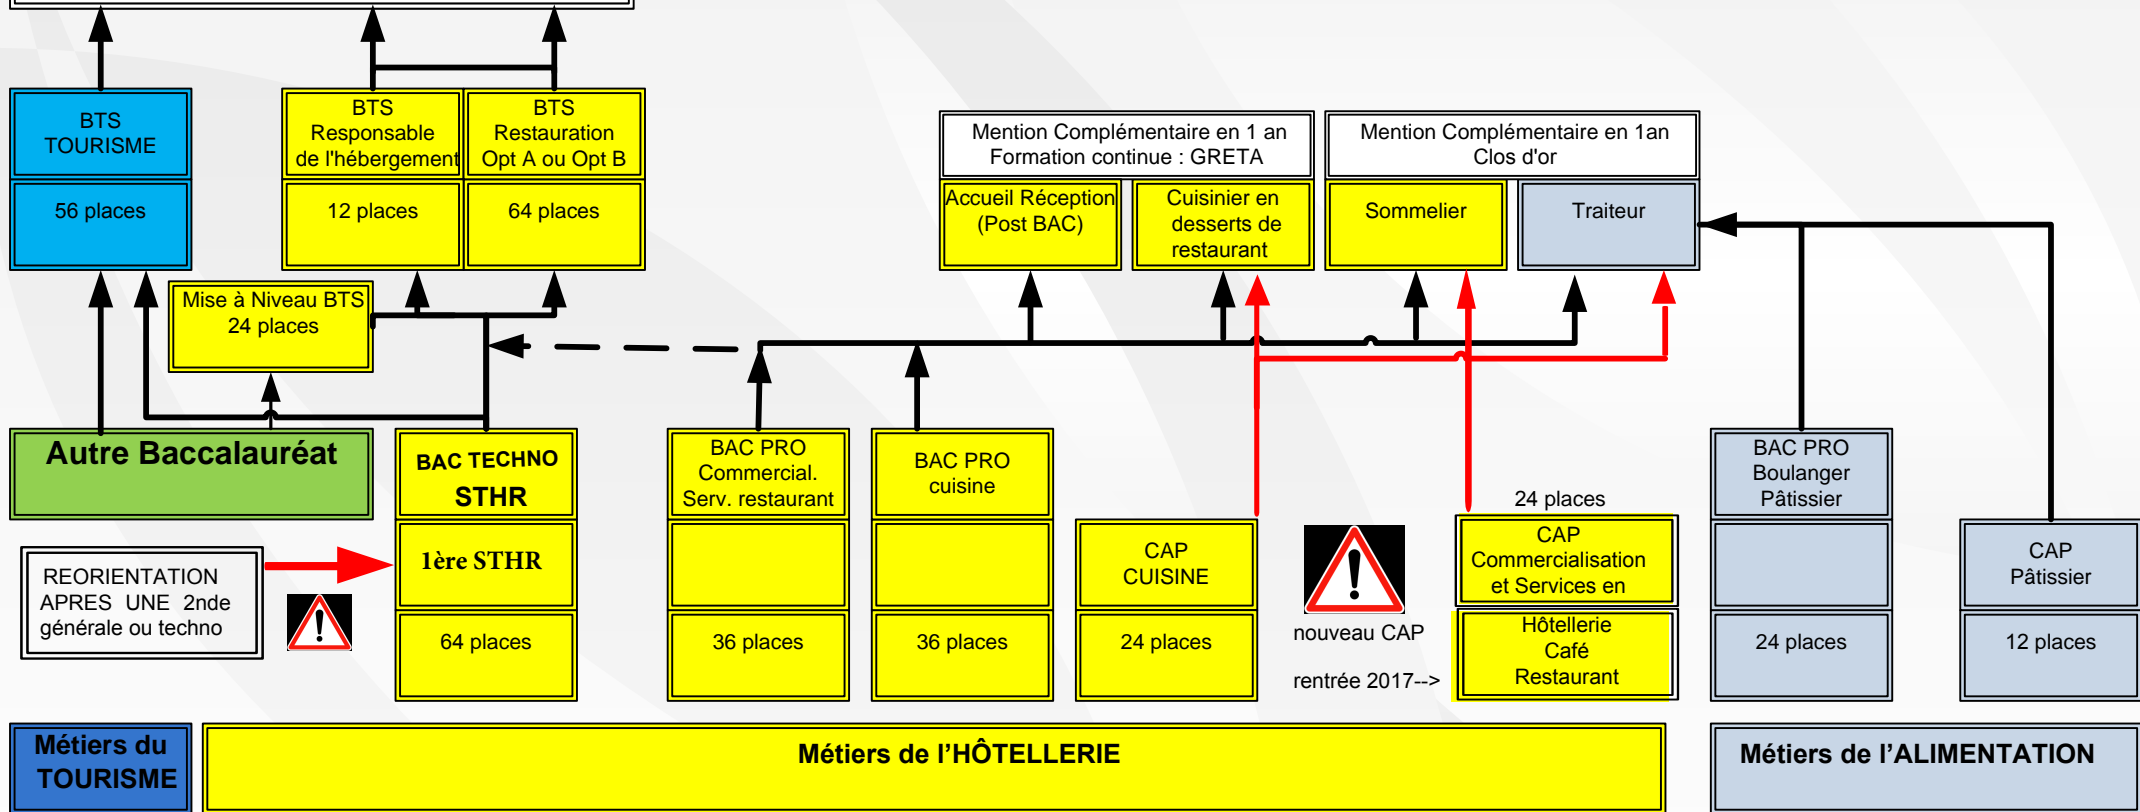 BTS
TOURISME
56 places
BTS
Responsable
de l'hébergement
12 places
BTS
Restauration
Opt A ou Opt B
64 places
Mention Complémentaire en 1 an
Formation continue : GRETA
Accueil Réception
(Post BAC)
Cuisinier en
desserts de
restaurant
Mention Complémentaire en 1an
Clos d'or
Sommelier
Traiteur
Mise à Niveau BTS
24 places
Autre Baccalauréat
BAC TECHNO
STHR
1ère STHR
64 places
REORIENTATION
APRES UNE 2nde
générale ou techno
BAC PRO
Commercial.
Serv. restaurant
36 places
BAC PRO
cuisine
36 places
CAP
CUISINE
24 places
nouveau CAP
rentrée 2017-->
24 places
CAP
Commercialisation
et Services en
Hôtellerie
Café
Restaurant
BAC PRO
Boulanger
Pâtissier
24 places
CAP
Pâtissier
12 places
Métiers du
TOURISME
Métiers de l'HÔTELLERIE
Métiers de l'ALIMENTATION